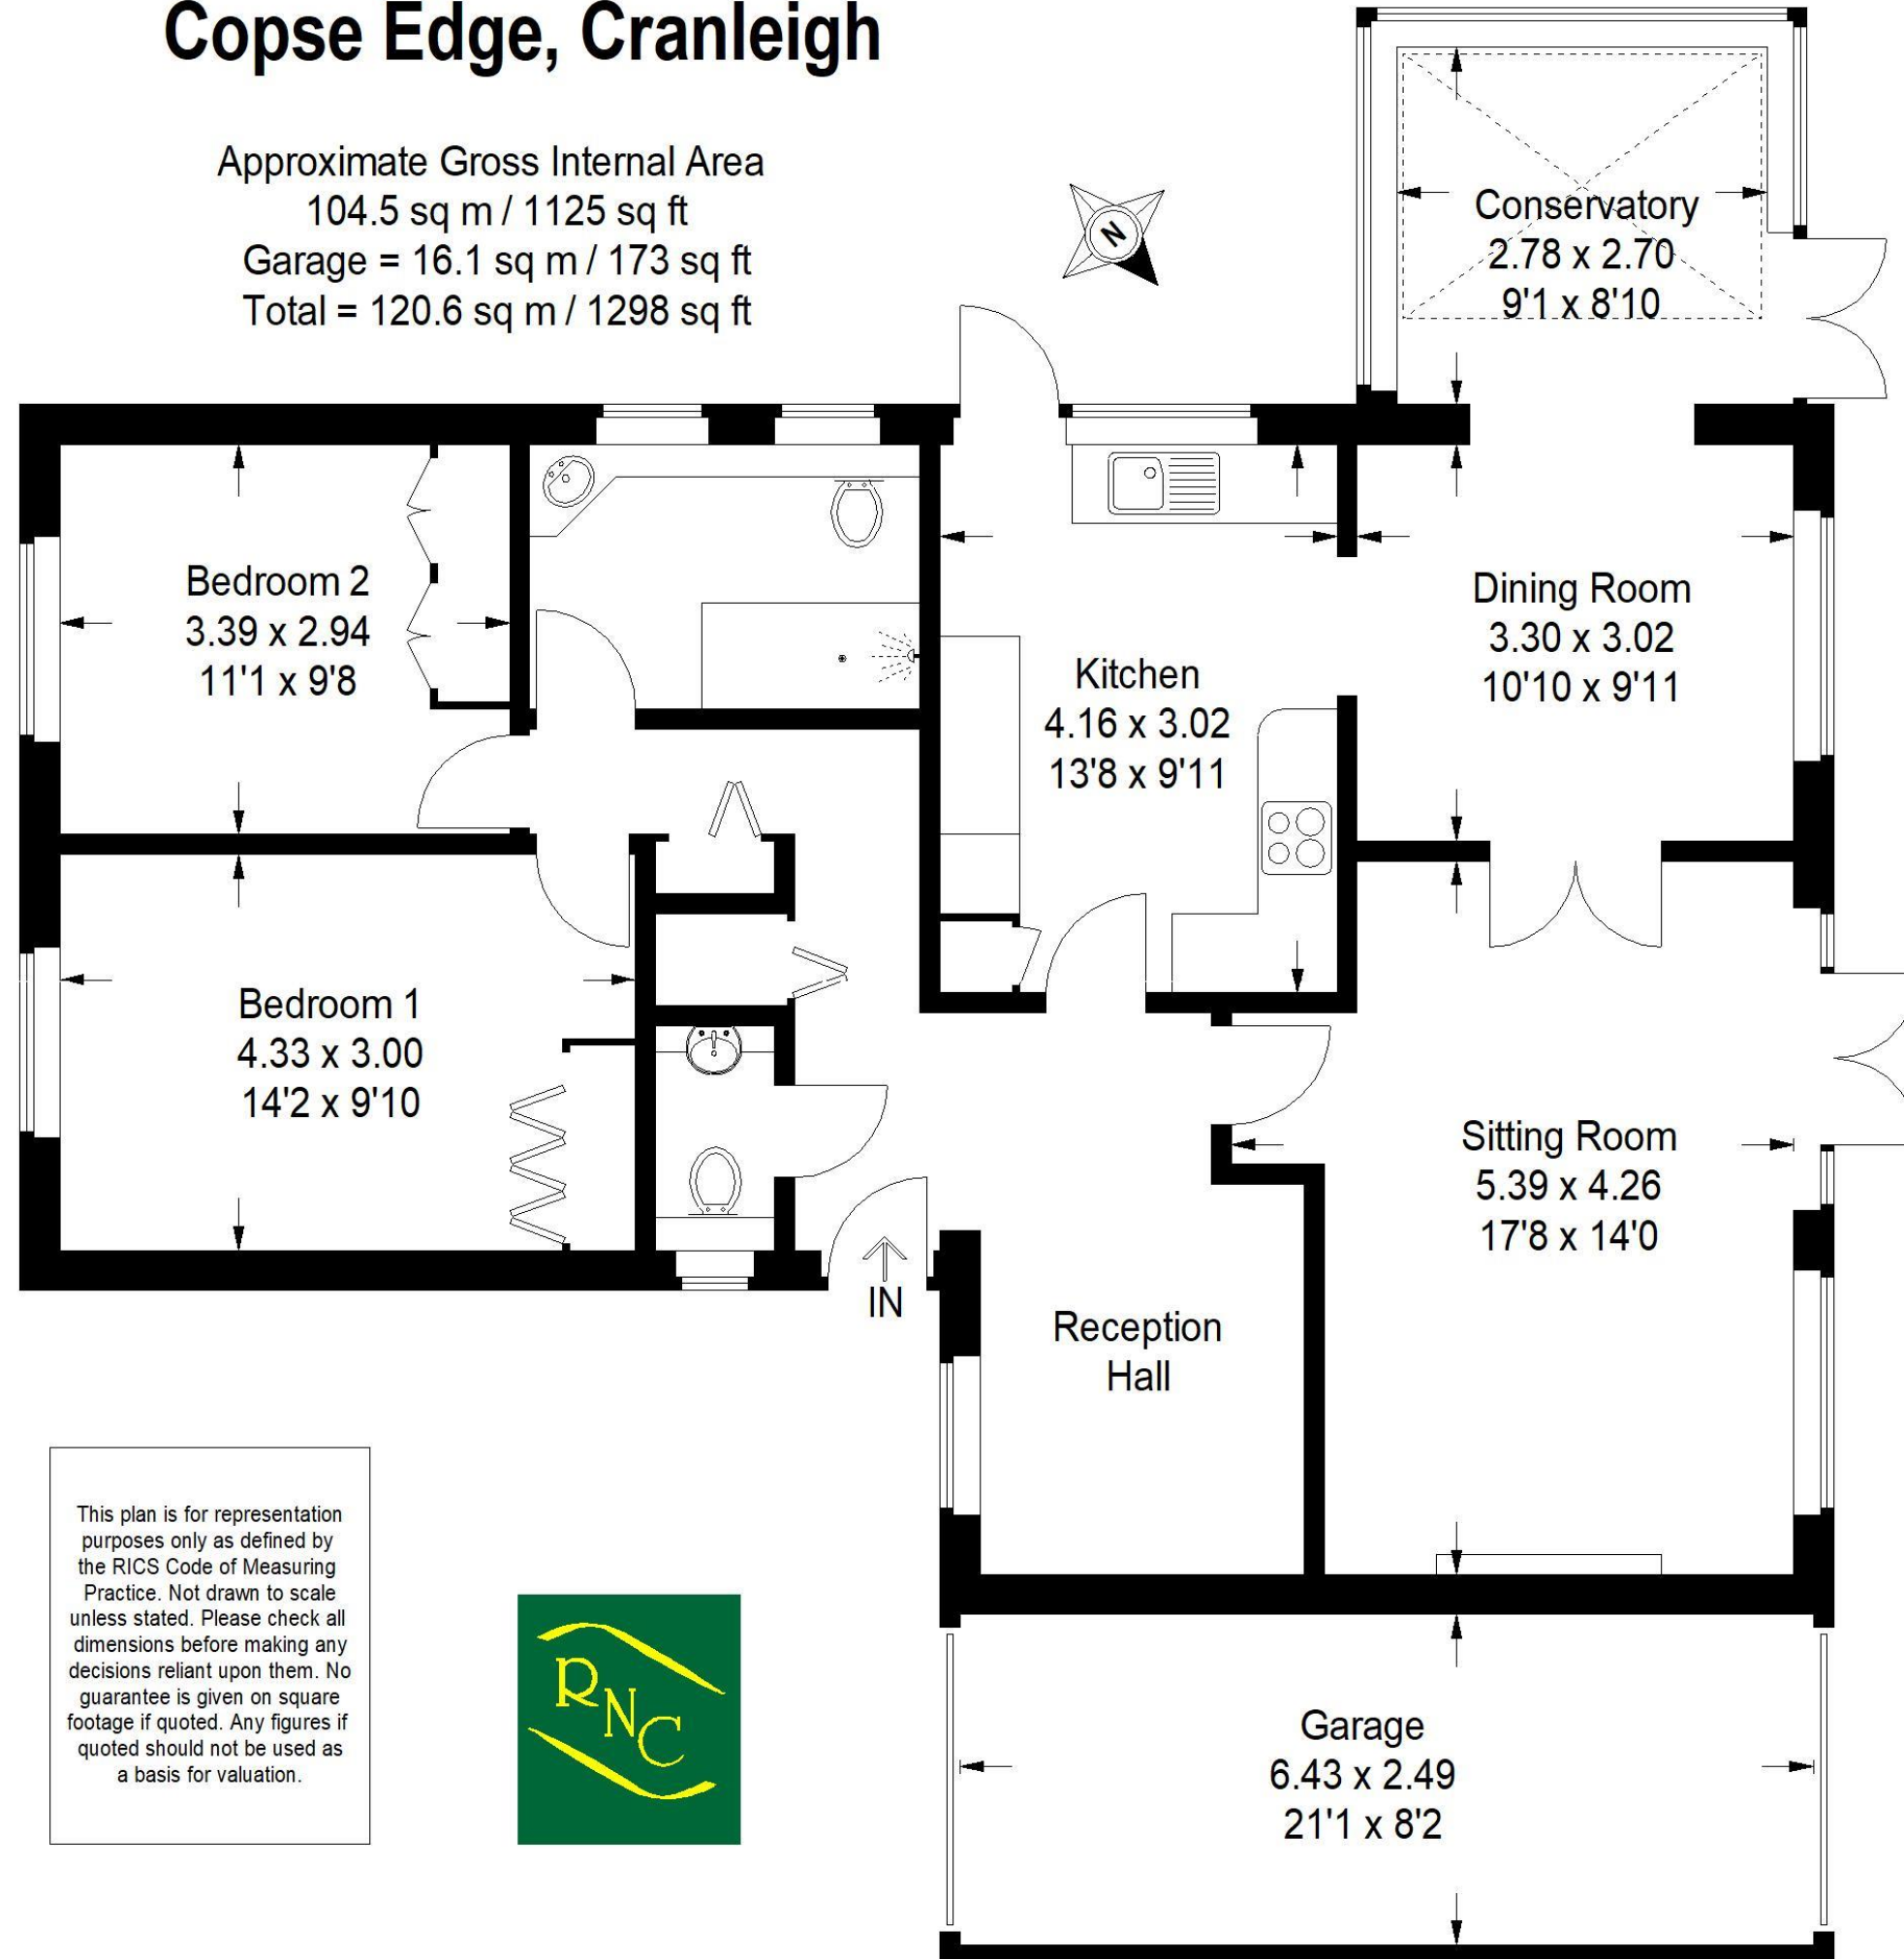 Copse Edge, Cranleigh
Approximate Gross Internal Area
104.5 sq m / 1125 sq ft
Garage = 16.1 sq m / 173 sq ft
Total = 120.6 sq m / 1298 sq ft
N
Conservatory
2.78 x 2.70
9'1 x 8'10
Bedroom 2
3.39 x 2.94
11'1 x 9'8
Kitchen
4.16 x 3.02
13'8 x 9'11
Dining Room
3.30 x 3.02
10'10 x 9'11
Bedroom 1
4.33 x 3.00
14'2 x 9'10
Sitting Room
5.39 x 4.26
17'8 x 14'0
IN
Reception
Hall
This plan is for representation
purposes only as defined by
the RICS Code of Measuring
Practice. Not drawn to scale
unless stated. Please check all
dimensions before making any
decisions reliant upon them. No
guarantee is given on square
footage if quoted. Any figures if
quoted should not be used as
a basis for valuation.
RNC
Garage
6.43 x 2.49
21'1 x 8'2